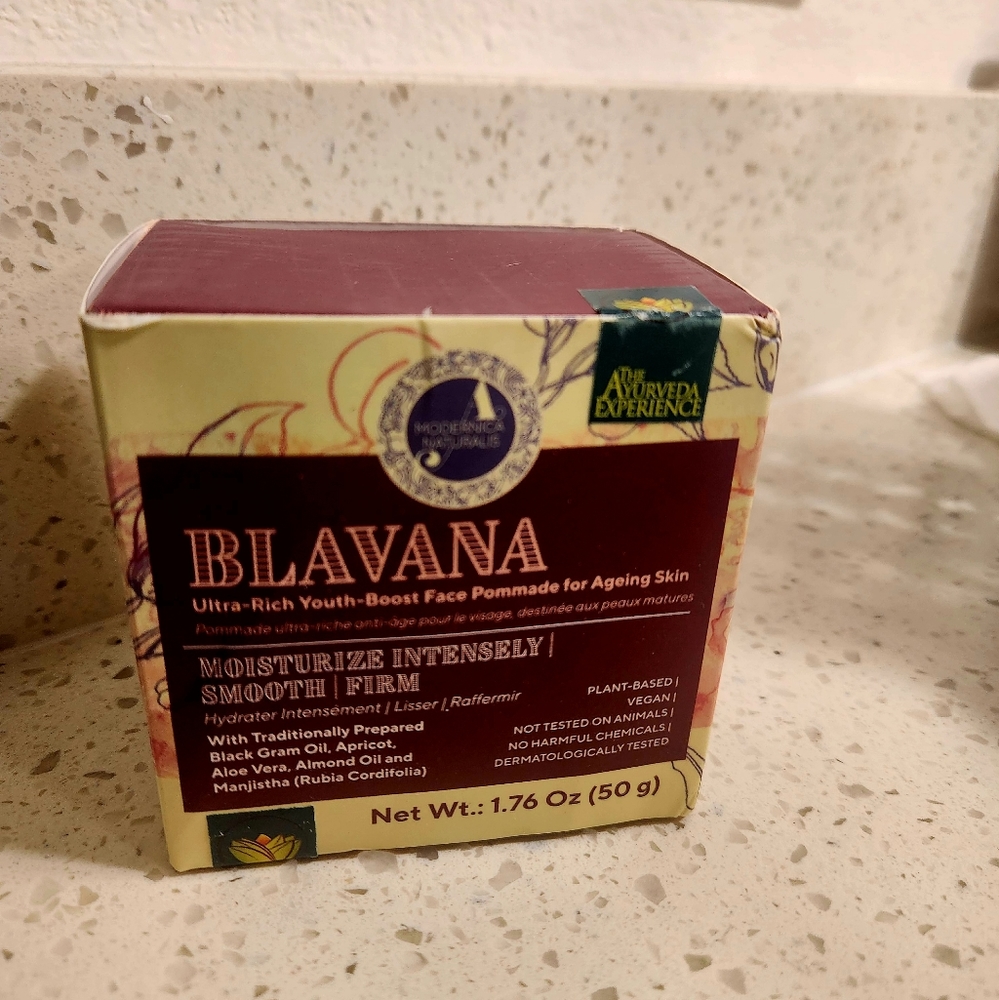 THE
AYURVEDA
EXPERIENCE
A
MODERNICA
NATURALIS
BLAVANA
Ultra-Rich Youth-Boost Face Pommade for Ageing Skin
Pommade ultra-riche anti-âge pour le visage, destinée aux peaux matures
MOISTURIZE INTENSELY |
SMOOTH | FIRM
Hydrater Intensément | Lisser | Raffermir
With Traditionally Prepared
Black Gram Oil, Apricot,
Aloe Vera, Almond Oil and
Manjistha (Rubia Cordifolia)
PLANT-BASED |
VEGAN |
NOT TESTED ON ANIMALS |
NO HARMFUL CHEMICALS |
DERMATOLOGICALLY TESTED
Net Wt.: 1.76 Oz (50 g)